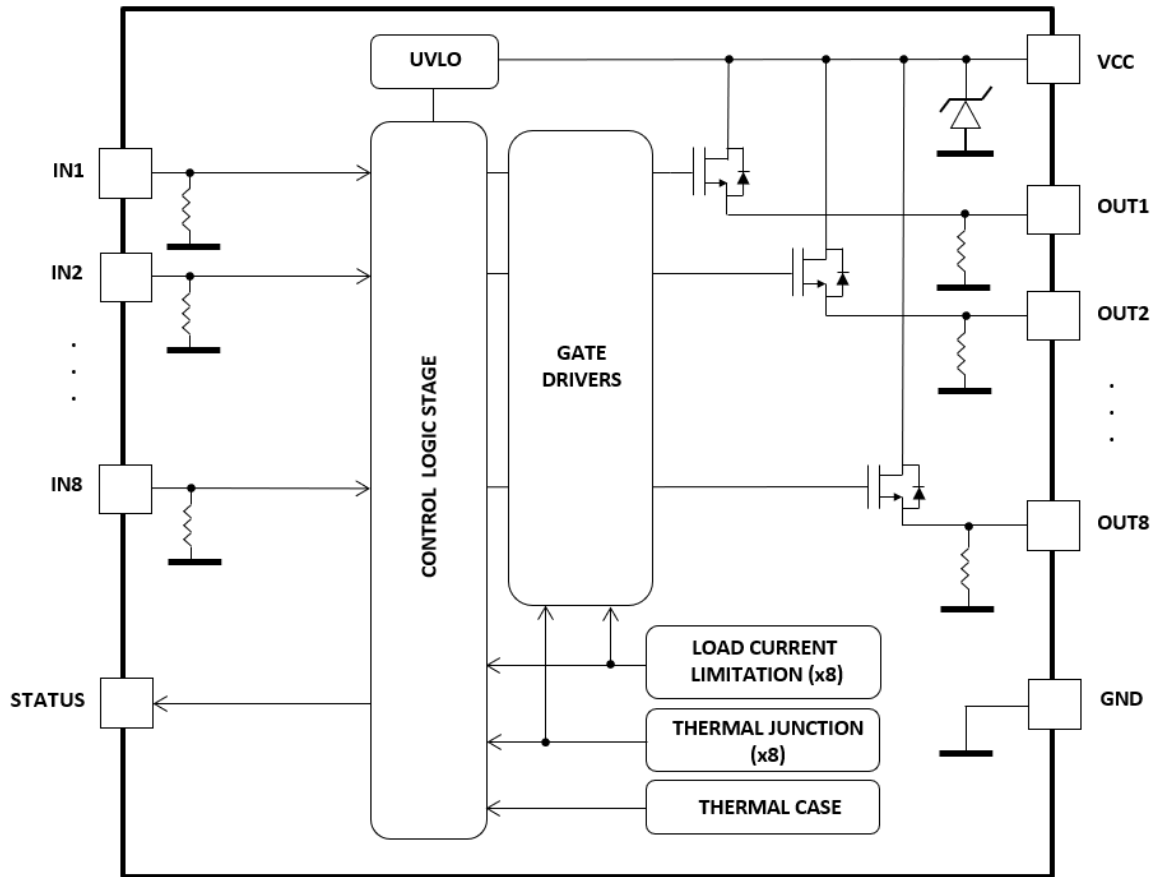 UVLO
VCC
IN1
OUT1
IN2
OUT2
GATE
DRIVERS
CONTROL LOGIC STAGE
IN8
OUT8
LOAD CURRENT
LIMITATION (x8)
STATUS
GND
THERMAL JUNCTION
(x8)
THERMAL CASE